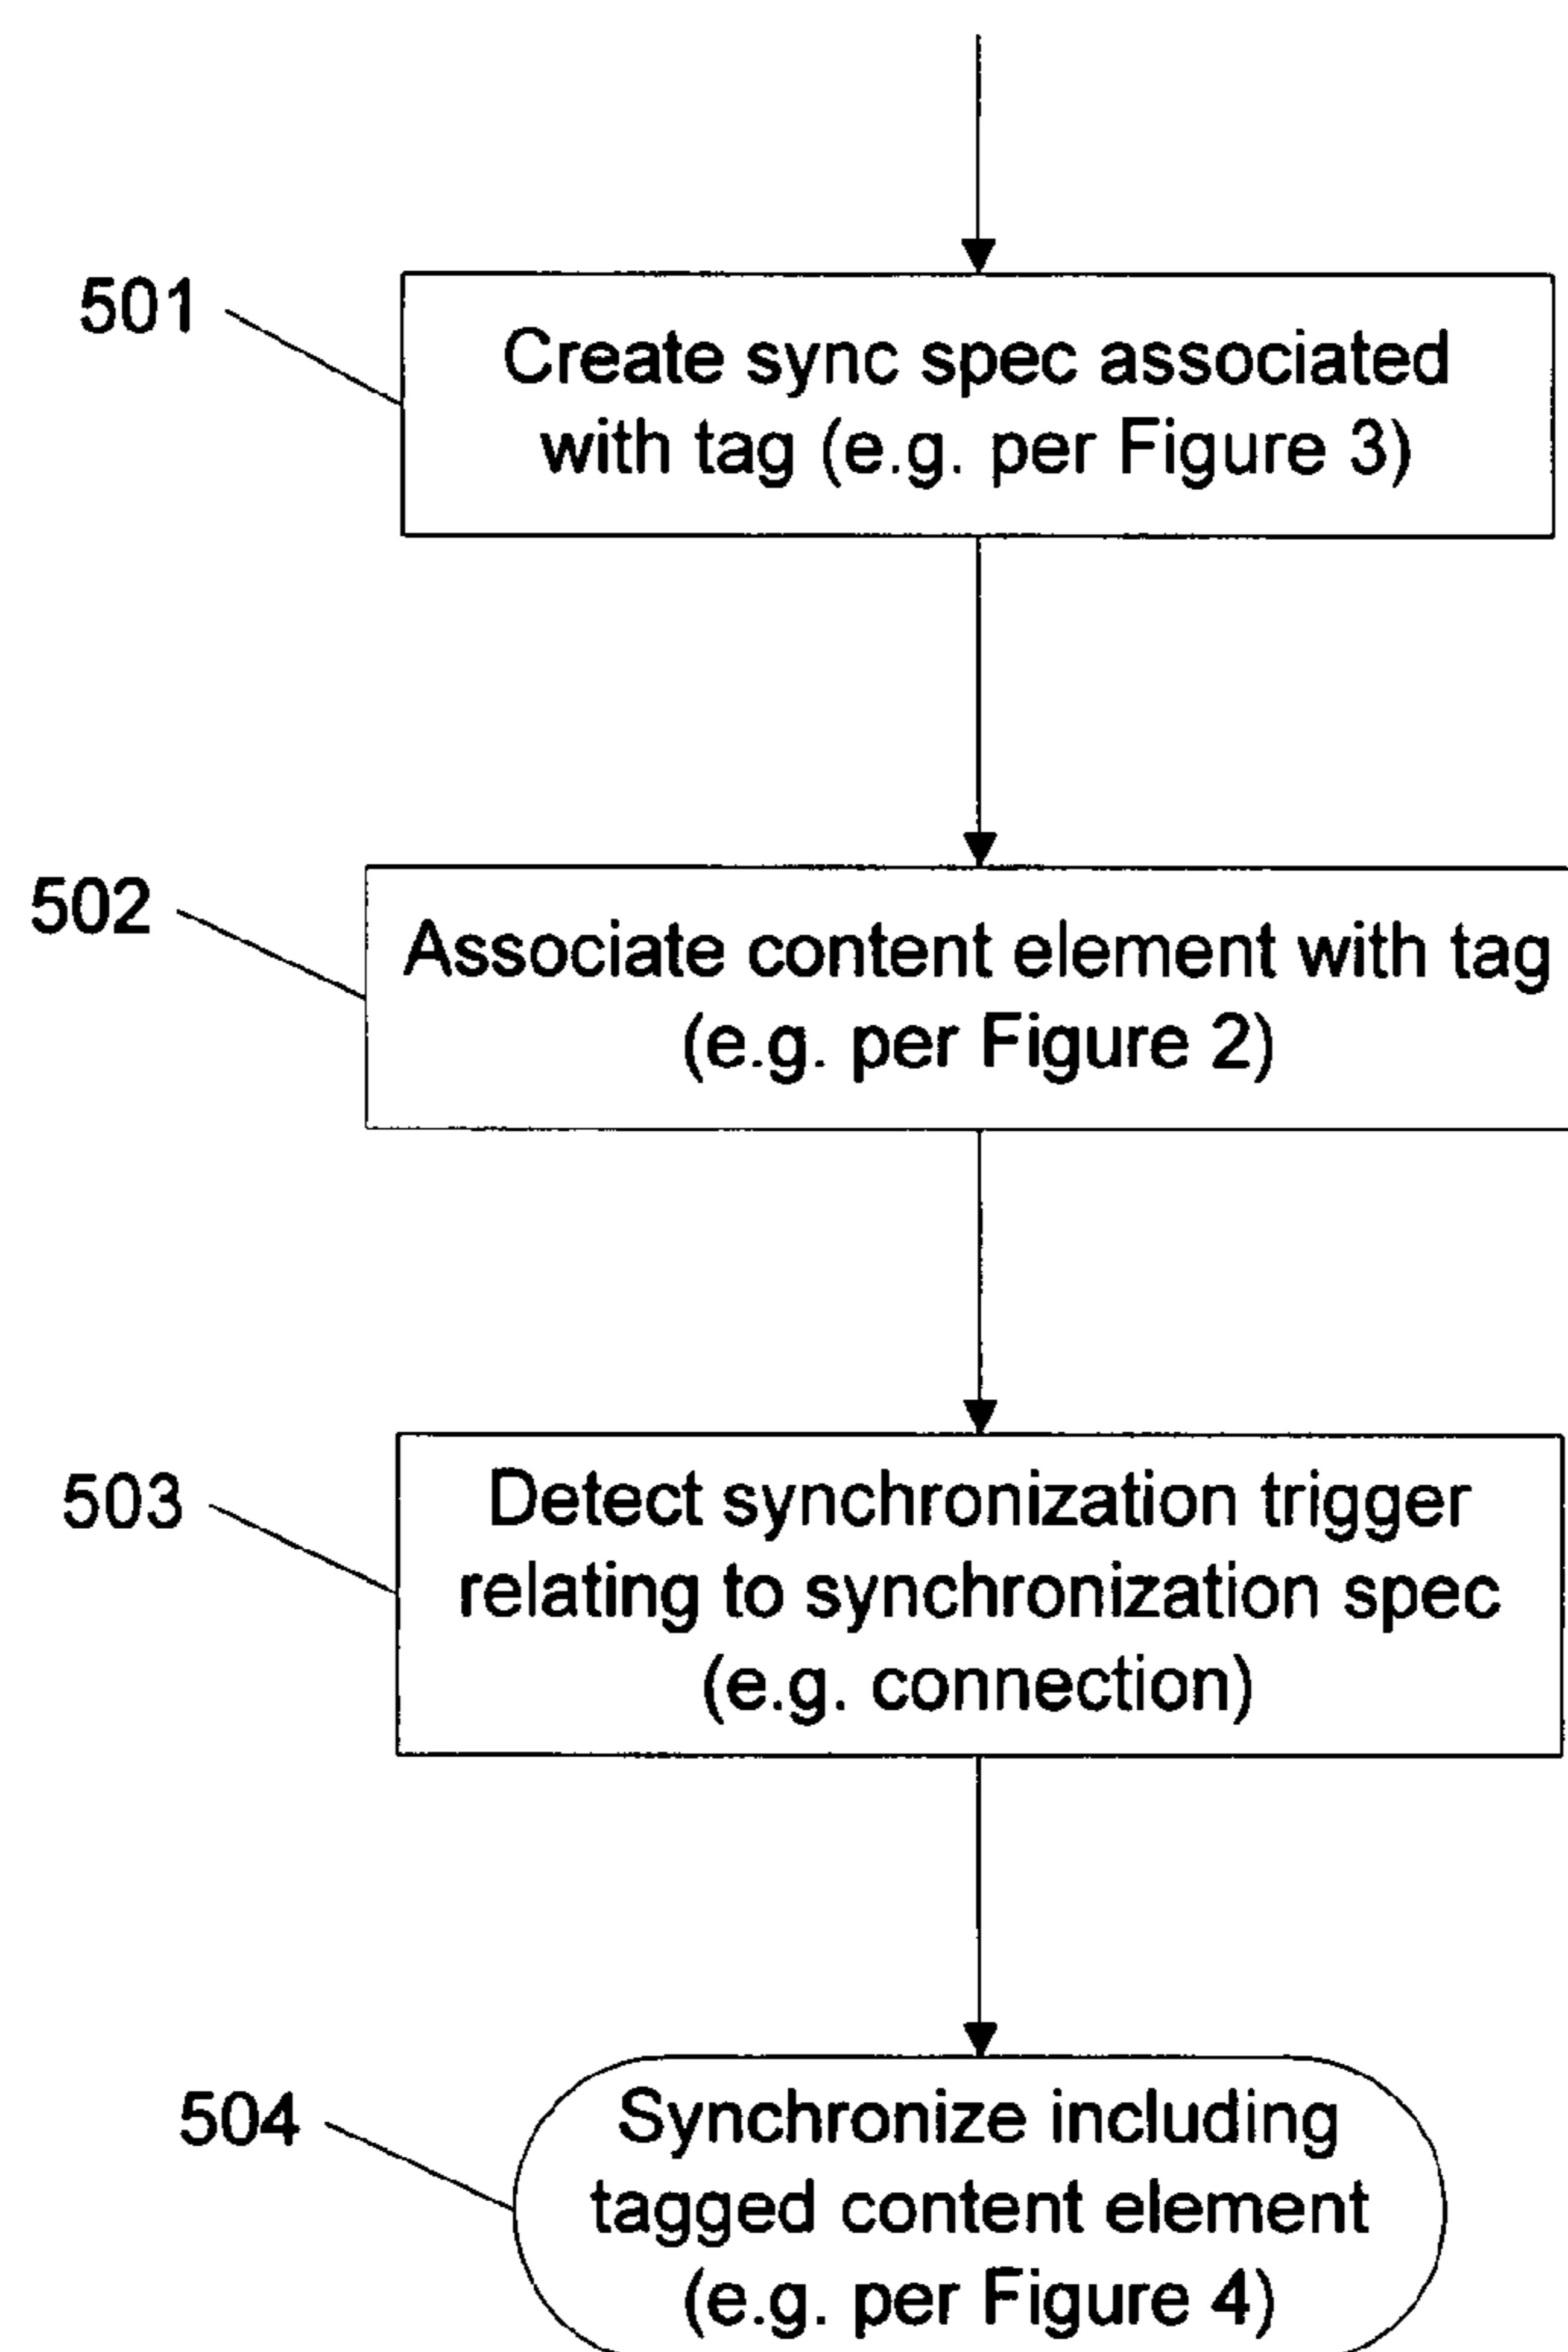 501
Create sync spec associated
with tag (e.g. per Figure 3)
502
Associate content element with tag
(e.g. per Figure 2)
503
Detect synchronization trigger
relating to synchronization spec
(e.g. connection)
504
Synchronize including
tagged content element
(e.g. per Figure 4)